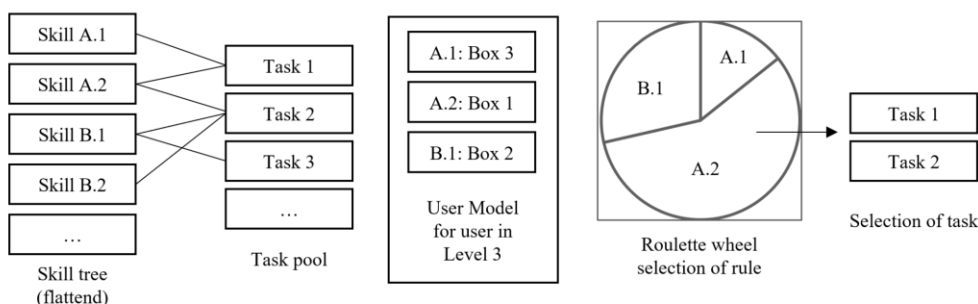 Skill A.1
Skill A.2
Skill B.1
Skill B.2
…
Skill tree
(flattend)
Task 1
Task 2
Task 3
…
Task pool
A.1: Box 3
A.2: Box 1
B.1: Box 2
User Model
for user in
Level 3
A.1
B.1
A.2
Roulette wheel
selection of rule
Task 1
Task 2
Selection of task